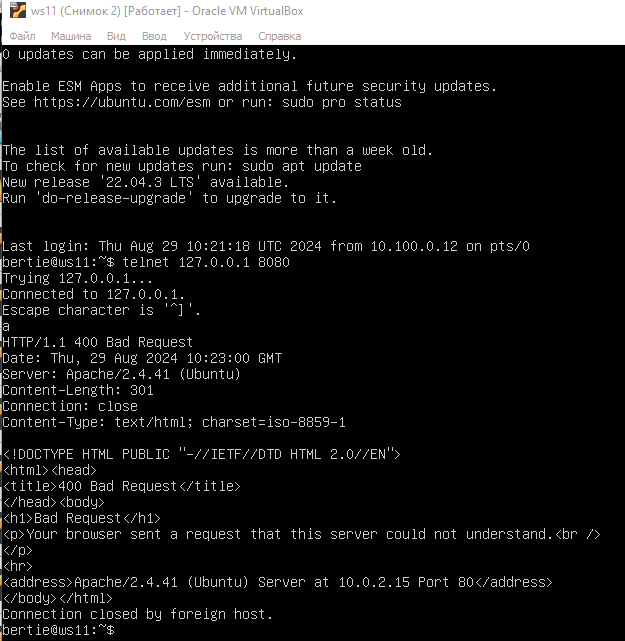 ws11 (Снимок 2) [Работает] - Oracle VM VirtualBox
Файл Машина Вид Ввод Устройства Справка
0 updates can be applied immediately.
Enable ESM Apps to receive additional future security updates.
See https://ubuntu.com/esm or run: sudo pro status
The list of available updates is more than a week old.
To check for new updates run: sudo apt update
New release '22.04.3 LTS' available.
Run 'do-release-upgrade' to upgrade to it.
Last login: Thu Aug 29 10:21:18 UTC 2024 from 10.100.0.12 on pts/0
bertie@ws11:~$ telnet 127.0.0.1 8080
Trying 127.0.0.1...
Connected to 127.0.0.1.
Escape character is '^]'.
a
HTTP/1.1 400 Bad Request
Date: Thu, 29 Aug 2024 10:23:00 GMT
Server: Apache/2.4.41 (Ubuntu)
Content-Length: 301
Connection: close
Content-Type: text/html; charset=iso-8859-1
<!DOCTYPE HTML PUBLIC "-//IETF//DTD HTML 2.0//EN">
<html><head>
<title>400 Bad Request</title>
</head><body>
<h1>Bad Request</h1>
<p>Your browser sent a request that this server could not understand.<br />
</p>
<hr>
<address>Apache/2.4.41 (Ubuntu) Server at 10.0.2.15 Port 80</address>
</body></html>
Connection closed by foreign host.
bertie@ws11:~$